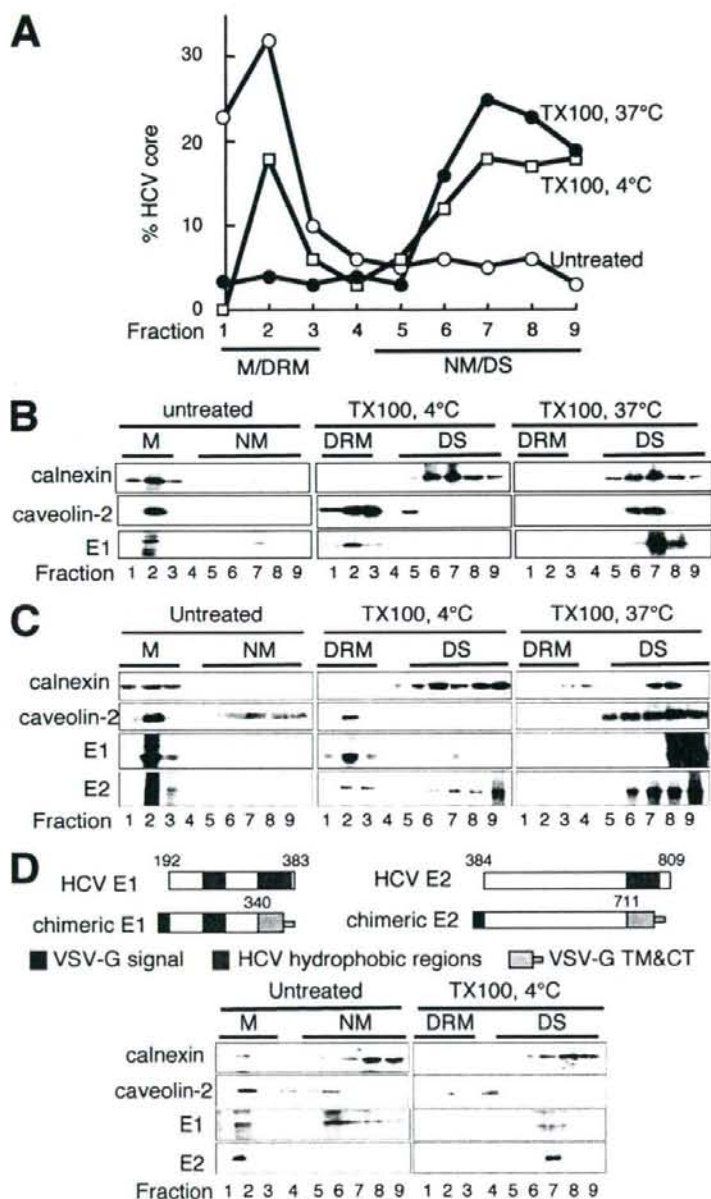 A
30
20
10
0
% HCV core
TX100, 37°C
TX100, 4°C
Untreated
Fraction 1 2 3 4 5 6 7 8 9
M/DRM NM/DS
B
untreated TX100, 4°C TX100, 37°C
M NM DRM DS DRM DS
calnexin
caveolin-2
E1
Fraction 1 2 3 4 5 6 7 8 9 1 2 3 4 5 6 7 8 9 1 2 3 4 5 6 7 8 9
C
Untreated TX100, 4°C TX100, 37°C
M NM DRM DS DRM DS
calnexin
caveolin-2
E1
E2
Fraction 1 2 3 4 5 6 7 8 9 1 2 3 4 5 6 7 8 9 1 2 3 4 5 6 7 8 9
D
192 383 384 809
HCV E1 HCV E2
340 711
chimeric E1 chimeric E2
VSV-G signal HCV hydrophobic regions VSV-G TM&CT
Untreated TX100, 4°C
M NM DRM DS
calnexin
caveolin-2
E1
E2
Fraction 1 2 3 4 5 6 7 8 9 1 2 3 4 5 6 7 8 9